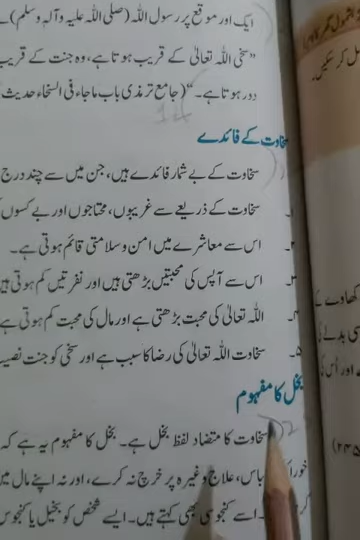 ایک اور موقع پر رسول اللہ (صلی اللہ علیہ وآلہ وسلم)
"سخی اللہ تعالیٰ کے قریب ہوتا ہے، وہ جنت کے قریب
دور ہوتا ہے۔" (جامع ترمذی باب ماجاء فی السخاء حدیث
سخاوت کے فائدے
سخاوت کے بے شمار فائدے ہیں، جن میں سے چند درج
۱۔ سخاوت کے ذریعے سے غریبوں، محتاجوں اور بے کسوں
۲۔ اس سے معاشرے میں امن و سلامتی قائم ہوتی ہے۔
۳۔ اس سے آپس کی محبتیں بڑھتی ہیں اور نفرتیں کم ہوتی ہیں
۴۔ اللہ تعالیٰ کی محبت بڑھتی ہے اور مال کی محبت کم ہوتی ہے
۵۔ سخاوت اللہ تعالیٰ کی رضا کا سبب ہے اور سخی کو جنت نصیب
بخل کا مفہوم
سخاوت کا متضاد لفظ بخل ہے۔ بخل کا مفہوم یہ ہے کہ
لباس، علاج وغیرہ پر خرچ نہ کرے، اور نہ اپنے مال میں
اسے کنجوسی بھی کہتے ہیں۔ ایسے شخص کو بخیل یا کنجوس